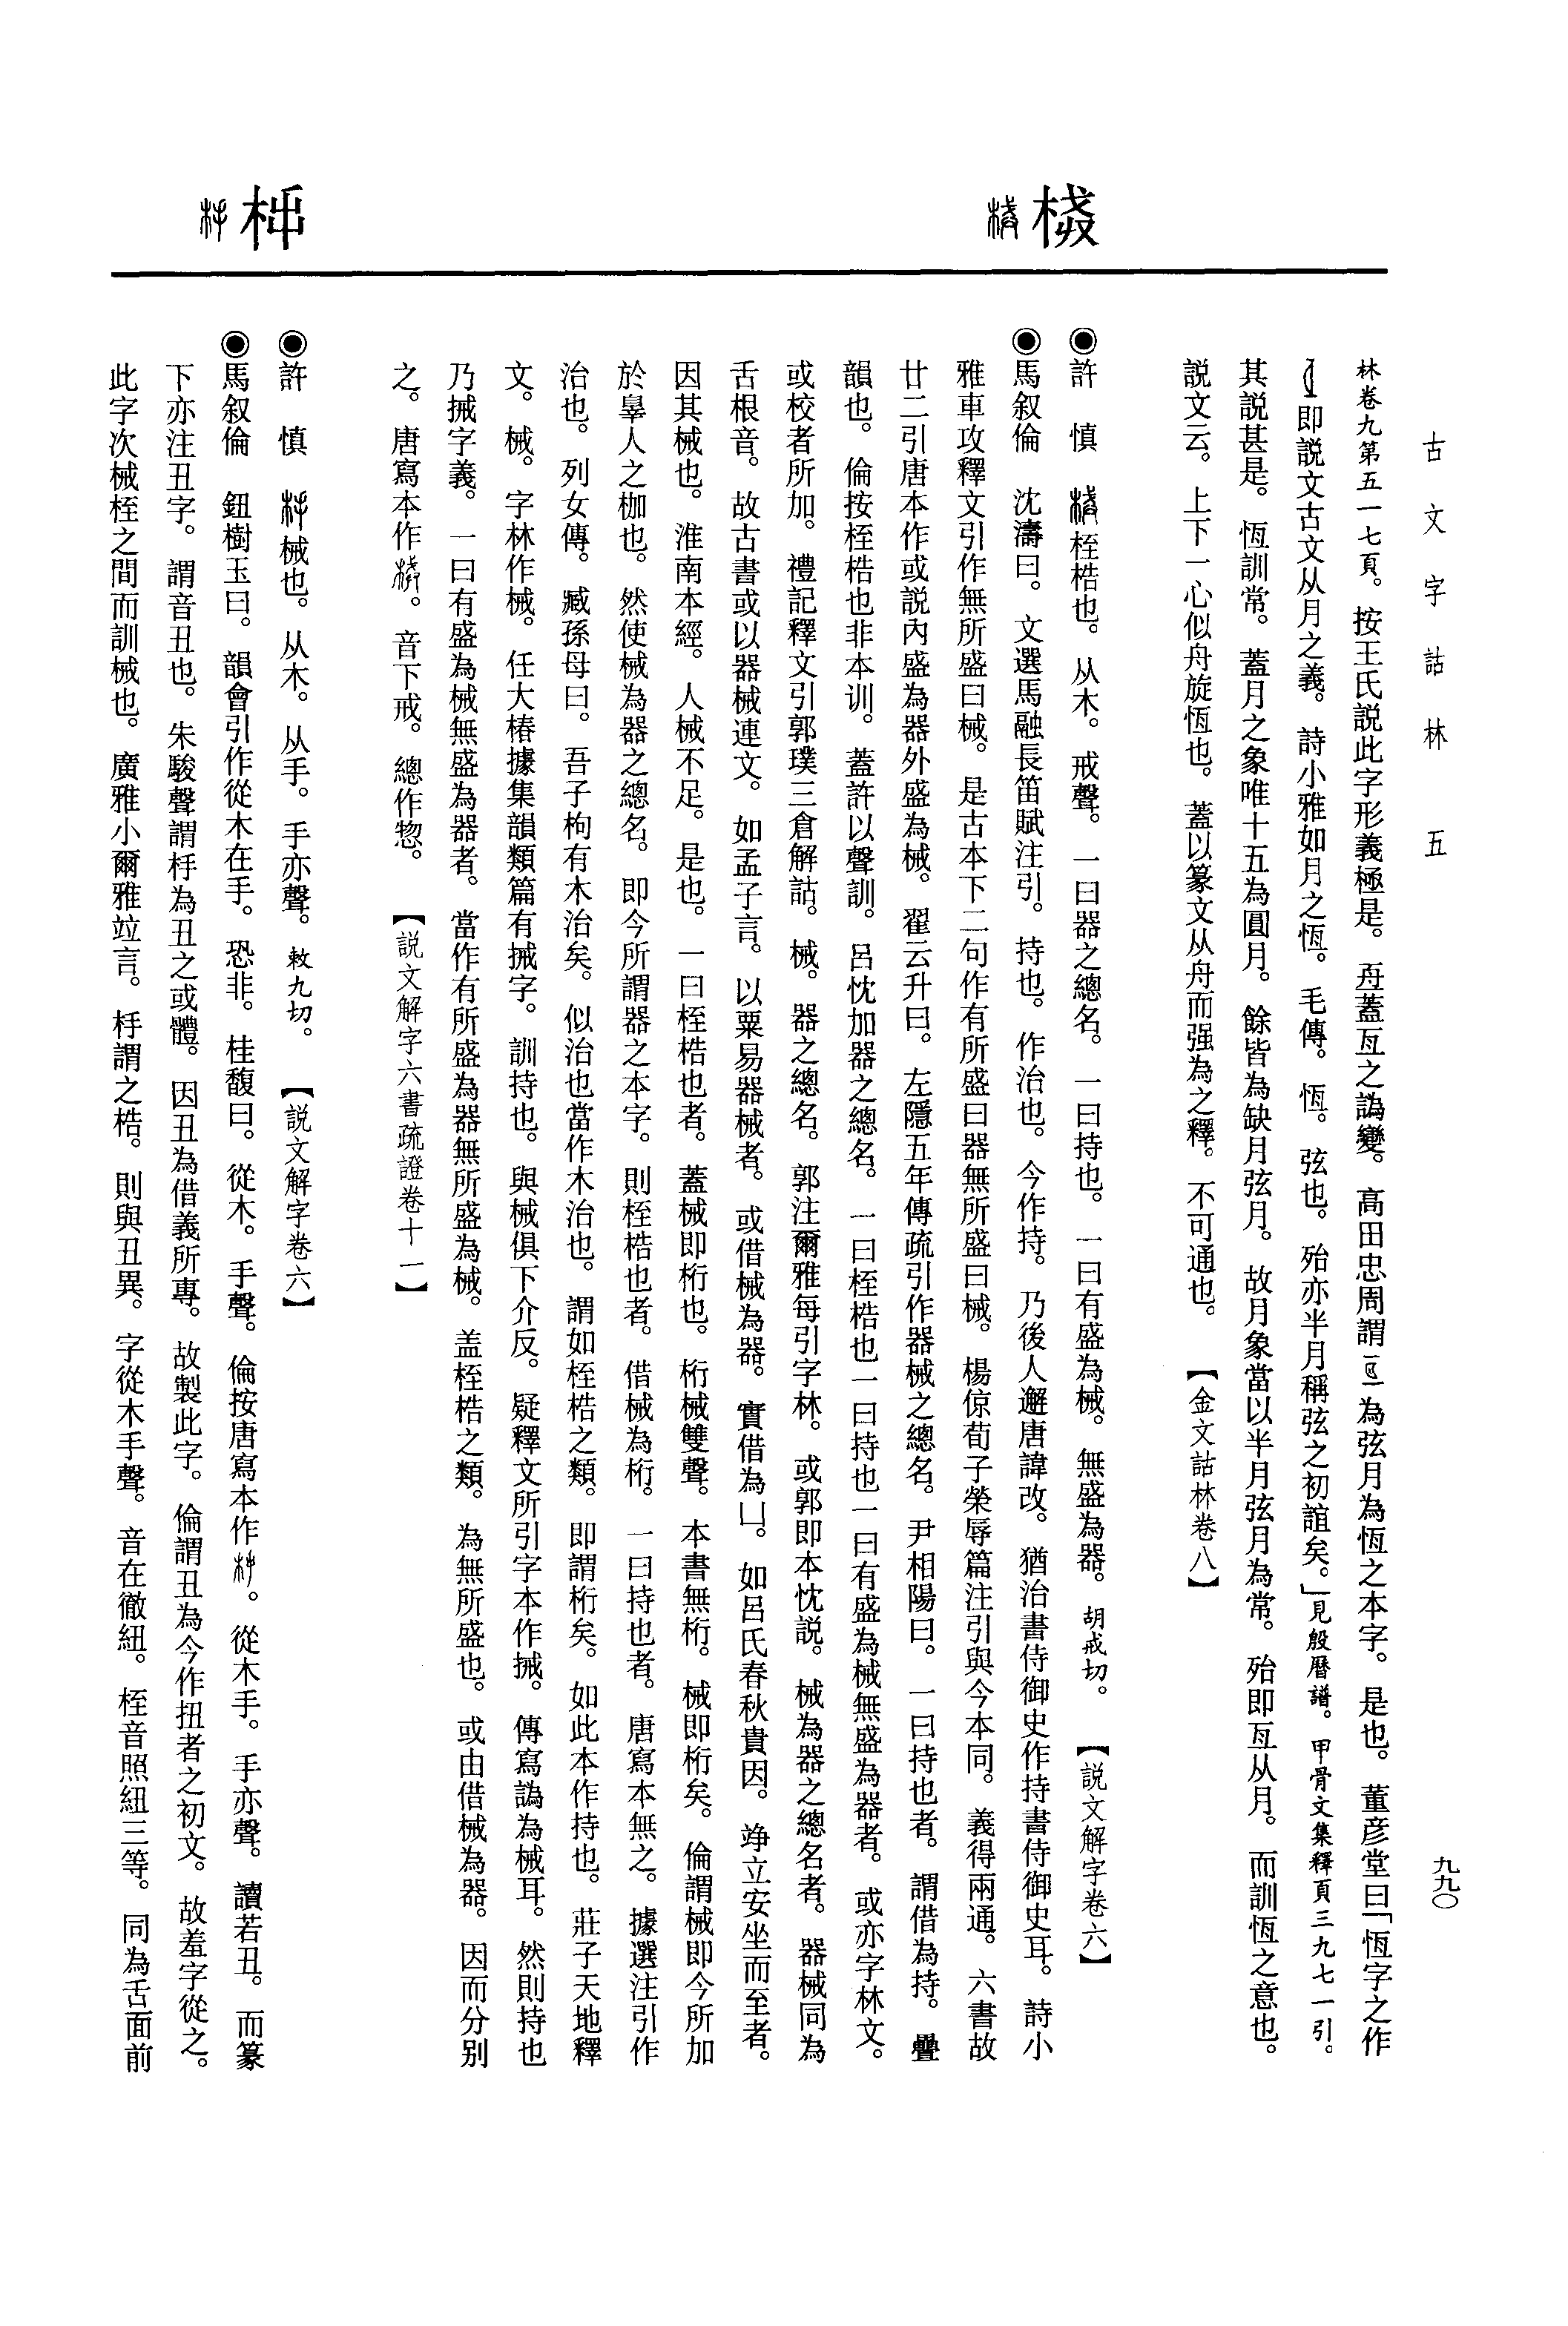 古文字詁林 五
九九〇
林卷九第五一七頁。按王氏説此字形義極是。舟蓋亙之譌變。高田忠周謂為弦月為恆之本字。是也。董彦堂曰「恆字之作
即説文古文从月之義。詩小雅如月之恆。毛傳。恆。弦也。殆亦半月稱弦之初誼矣。」見殷曆譜。甲骨文集釋頁三九七一引。
其説甚是。恆訓常。蓋月之象唯十五為圓月。餘皆為缺月弦月。故月象當以半月弦月為常。殆即亙从月。而訓恆之意也。
説文云。上下一心似舟旋恆也。蓋以篆文从舟而强為之釋。不可通也。【金文詁林卷八】
械
◉許 慎 桎梏也。从木。戒聲。一曰器之總名。一曰持也。一曰有盛為械。無盛為器。胡戒切。【説文解字卷六】
◉馬叙倫 沈濤曰。文選馬融長笛賦注引。持也。作治也。今作持。乃後人避唐諱改。猶治書侍御史作持書侍御史耳。詩小
雅車攻釋文引作無所盛曰械。是古本下二句作有所盛曰器無所盛曰械。楊倞荀子榮辱篇注引與今本同。義得兩通。六書故
廿二引唐本作或説內盛為器外盛為械。翟云升曰。左隱五年傳疏引作器械之總名。尹相陽曰。一曰持也者。謂借為持。疊
韻也。倫按桎梏也非本训。蓋許以聲訓。呂忱加器之總名。一曰桎梏也一曰持也一曰有盛為械無盛為器者。或亦字林文。
或校者所加。禮記釋文引郭璞三倉解詁。械。器之總名。郭注爾雅每引字林。或郭即本忱説。械為器之總名者。器械同為
舌根音。故古書或以器械連文。如孟子言。以粟易器械者。或借械為器。實借為凵。如呂氏春秋貴因。竫立安坐而至者。
因其械也。淮南本經。人械不足。是也。一曰桎梏也者。蓋械即桁也。桁械雙聲。本書無桁。械即桁矣。倫謂械即今所加
於辠人之枷也。然使械為器之總名。即今所謂器之本字。則桎梏也者。借械為桁。一曰持也者。唐寫本無之。據選注引作
治也。列女傳。臧孫母曰。吾子枸有木治矣。似治也當作木治也。謂如桎梏之類。即謂桁矣。如此本作持也。莊子天地釋
文。械。字林作械。任大椿據集韻類篇有㧡字。訓持也。與械俱下介反。疑釋文所引字本作㧡。傳寫譌為械耳。然則持也
乃㧡字義。一曰有盛為械無盛為器者。當作有所盛為器無所盛為械。盖桎梏之類。為無所盛也。或由借械為器。因而分别
之。唐寫本作。音下戒。總作惣。【説文解字六書疏證卷十一】
杽
◉許 慎 械也。从木。从手。手亦聲。敕九切。【説文解字卷六】
◉馬叙倫 鈕樹玉曰。韻會引作從木在手。恐非。桂馥曰。從木。手聲。倫按唐寫本作。從木手。手亦聲。讀若丑。而篆
下亦注丑字。謂音丑也。朱駿聲謂杽為丑之或體。因丑為借義所專。故製此字。倫謂丑為今作扭者之初文。故羞字從之。
此字次械桎之間而訓械也。廣雅小爾雅竝言。杽謂之梏。則與丑異。字從木手聲。音在徹紐。桎音照紐三等。同為舌面前